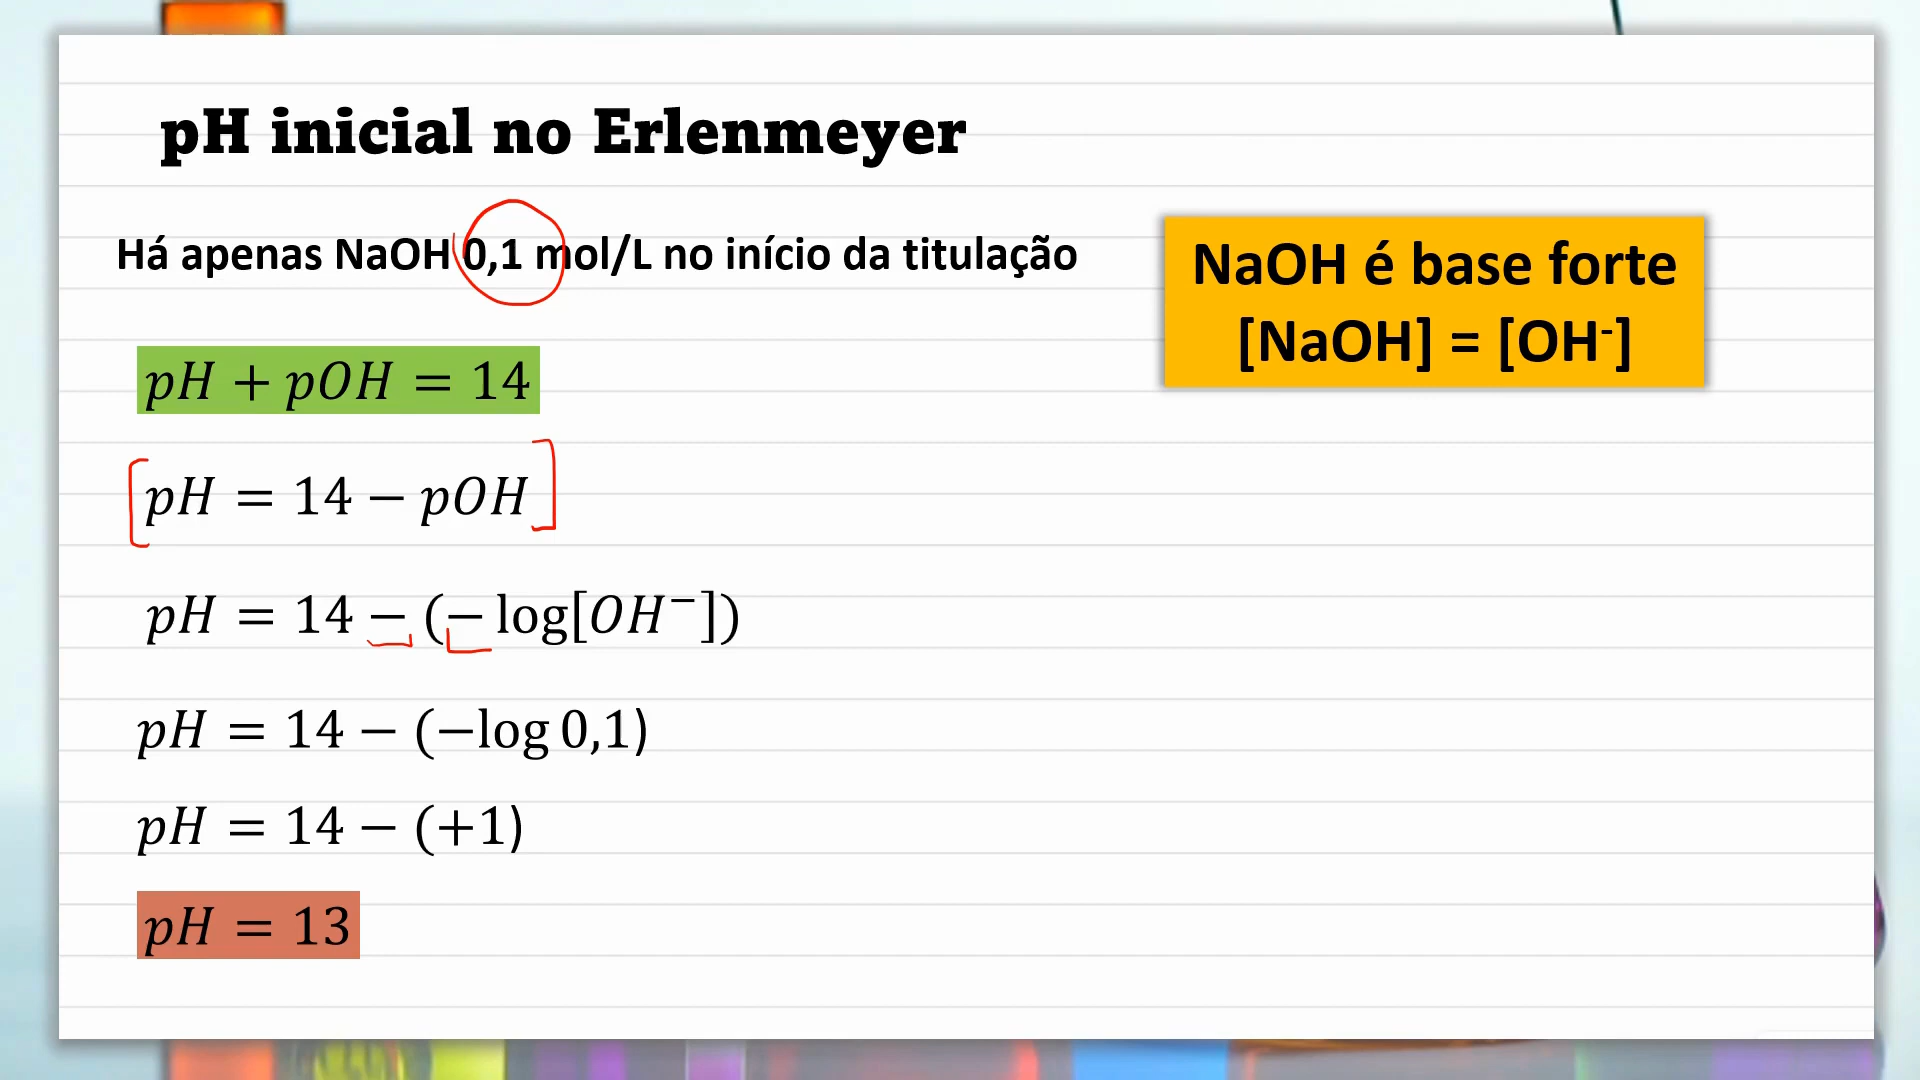 pH inicial no Erlenmeyer
Há apenas NaOH 0,1 mol/L no início da titulação
NaOH é base forte
[NaOH] = [OH⁻]
pH + pOH = 14
pH = 14 − pOH
pH = 14 − (− log[OH⁻])
pH = 14 − (−log 0,1)
pH = 14 − (+1)
pH = 13